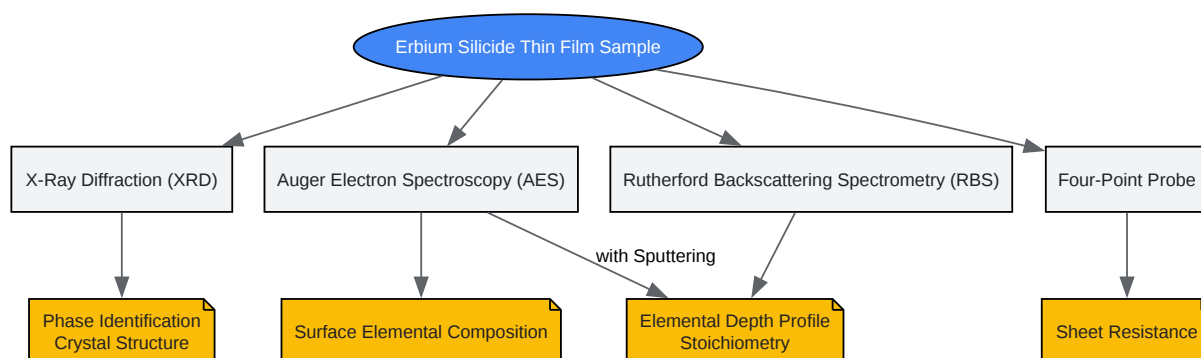 Erbium Silicide Thin Film Sample
X-Ray Diffraction (XRD)
Auger Electron Spectroscopy (AES)
Rutherford Backscattering Spectrometry (RBS)
Four-Point Probe
with Sputtering
Phase Identification
Crystal Structure
Surface Elemental Composition
Elemental Depth Profile
Stoichiometry
Sheet Resistance